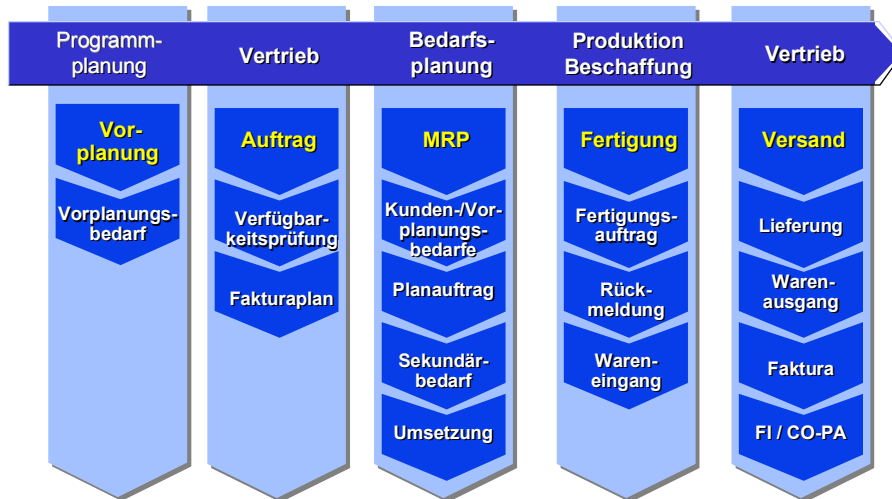 Programm-
planung
Vertrieb
Bedarfs-
planung
Produktion
Beschaffung
Vertrieb
Vor-
planung
Vorplanungs-
bedarf
Auftrag
Verfügbar-
keitsprüfung
Fakturaplan
MRP
Kunden-/Vor-
planungs-
bedarfe
Planauftrag
Sekundär-
bedarf
Umsetzung
Fertigung
Fertigungs-
auftrag
Rück-
meldung
Waren-
eingang
Versand
Lieferung
Waren-
ausgang
Faktura
FI / CO-PA